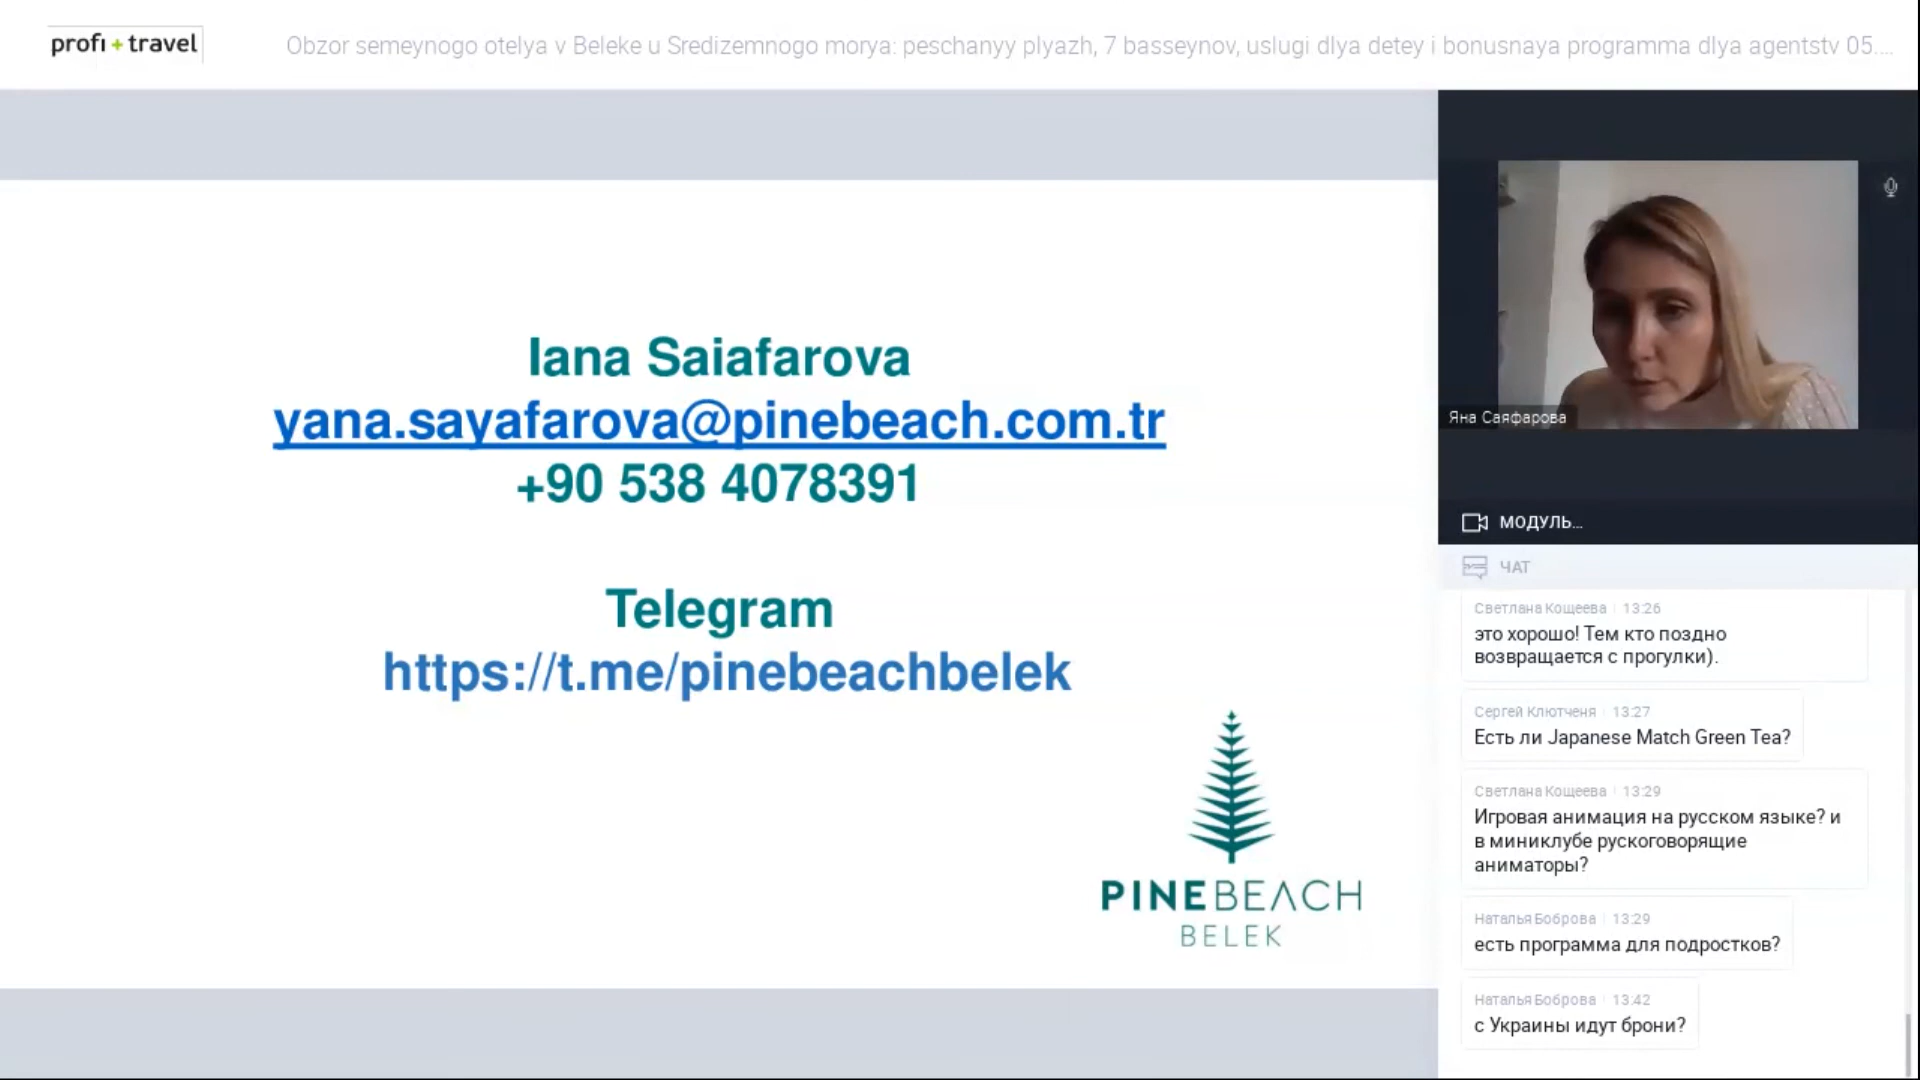 profi + travel
Obzor semeynogo otelya v Beleke u Sredizemnogo morya: peschanyy plyazh, 7 basseynov, uslugi dlya detey i bonusnaya programma dlya agentstv 05....
Iana Saiafarova
yana.sayafarova@pinebeach.com.tr
+90 538 4078391
Telegram
https://t.me/pinebeachbelek
PINEBEACH
BELEK
Яна Саяфарова
МОДУЛЬ...
ЧАТ
Светлана Кощеева 13:26
это хорошо! Тем кто поздно
возвращается с прогулки).
Сергей Клютченя 13:27
Есть ли Japanese Match Green Tea?
Светлана Кощеева 13:29
Игровая анимация на русском языке? и
в миниклубе рускоговорящие
аниматоры?
Наталья Боброва 13:29
есть программа для подростков?
Наталья Боброва 13:42
с Украины идут брони?